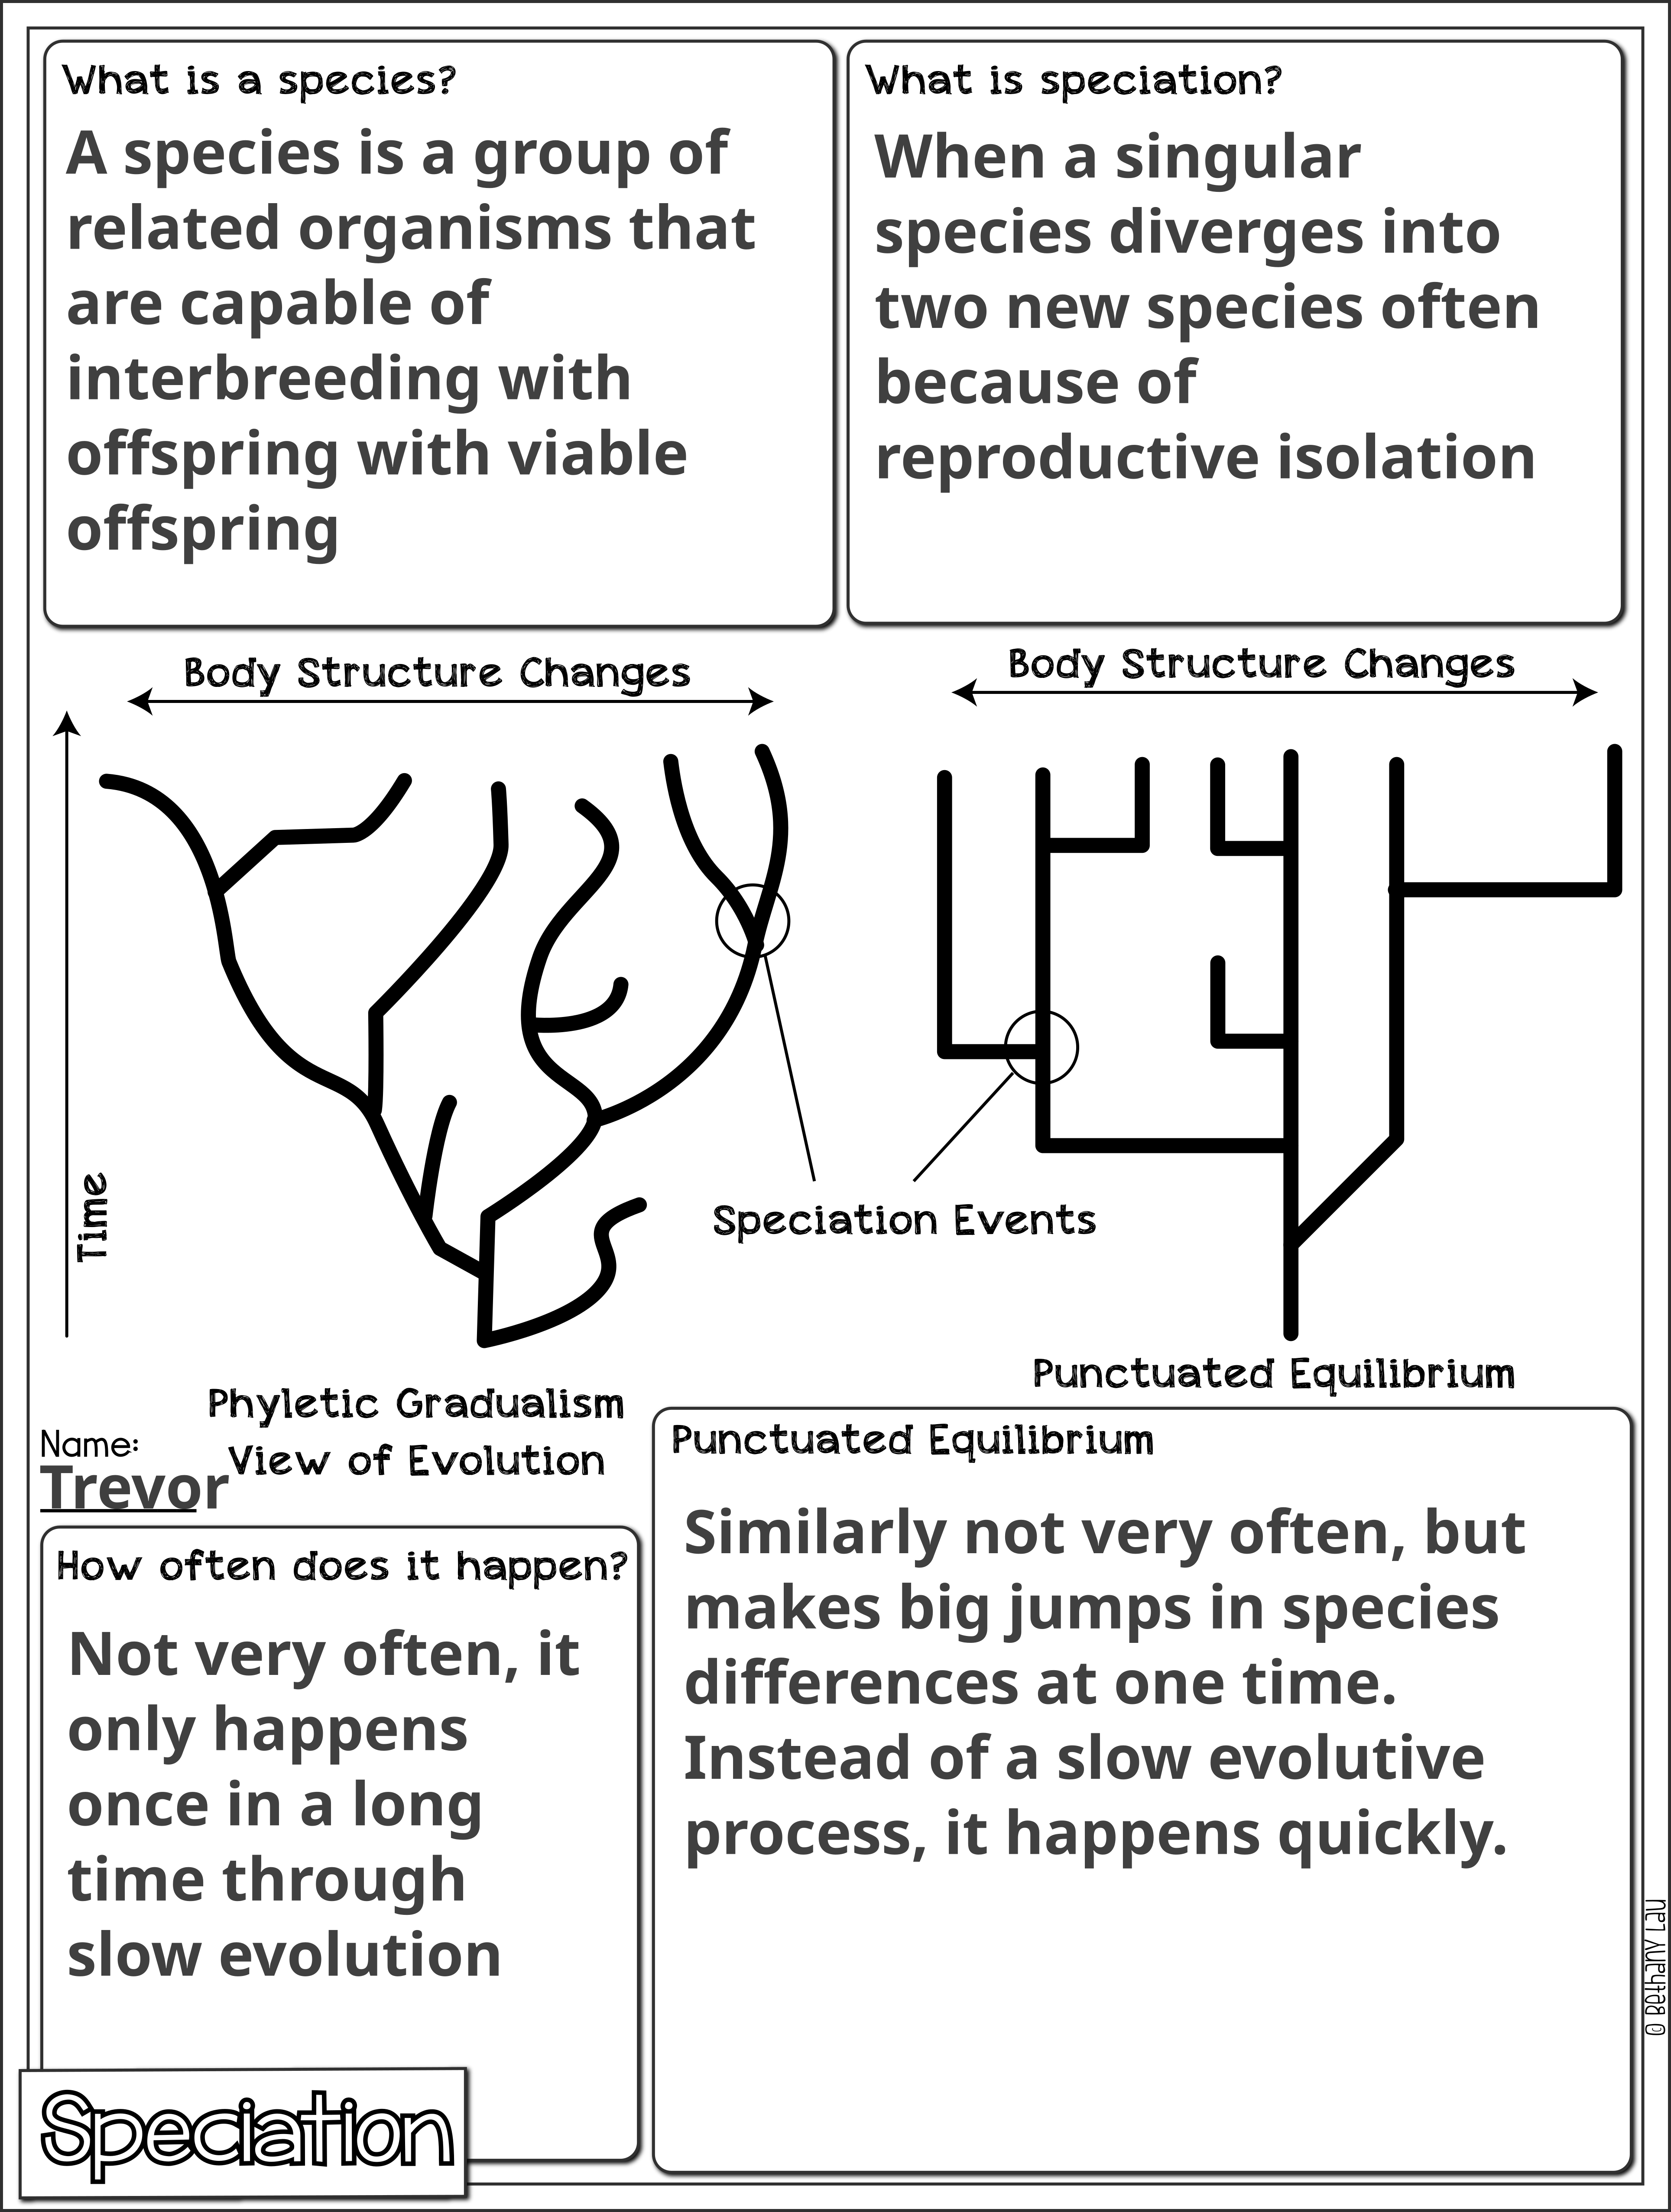 What is a species?
A species is a group of
related organisms that
are capable of
interbreeding with
offspring with viable
offspring
What is speciation?
When a singular
species diverges into
two new species often
because of
reproductive isolation
Body Structure Changes
Body Structure Changes
Time
Speciation Events
Phyletic Gradualism
View of Evolution
Punctuated Equilibrium
Name:
Trevor
How often does it happen?
Not very often, it
only happens
once in a long
time through
slow evolution
Punctuated Equilibrium
Similarly not very often, but
makes big jumps in species
differences at one time.
Instead of a slow evolutive
process, it happens quickly.
Speciation
© Bethany Lau